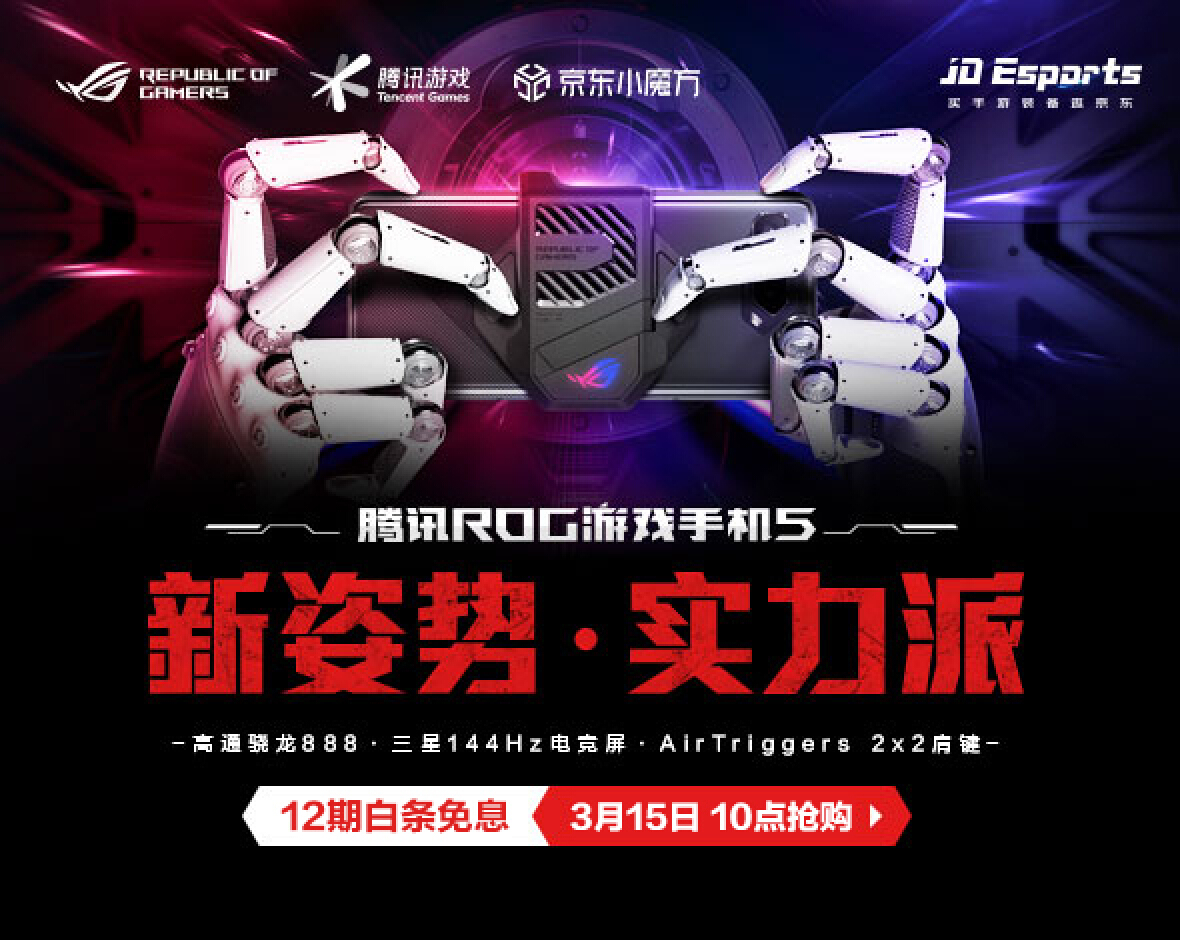 REPUBLIC OF
GAMERS
腾讯游戏
Tencent Games
京东小魔方
JD Esports
买手游装备逛京东
REPUBLIC OF
GAMERS
腾讯ROG游戏手机5
新姿势·实力派
-高通骁龙888·三星144Hz电竞屏·AirTriggers 2x2肩键-
12期白条免息
3月15日 10点抢购